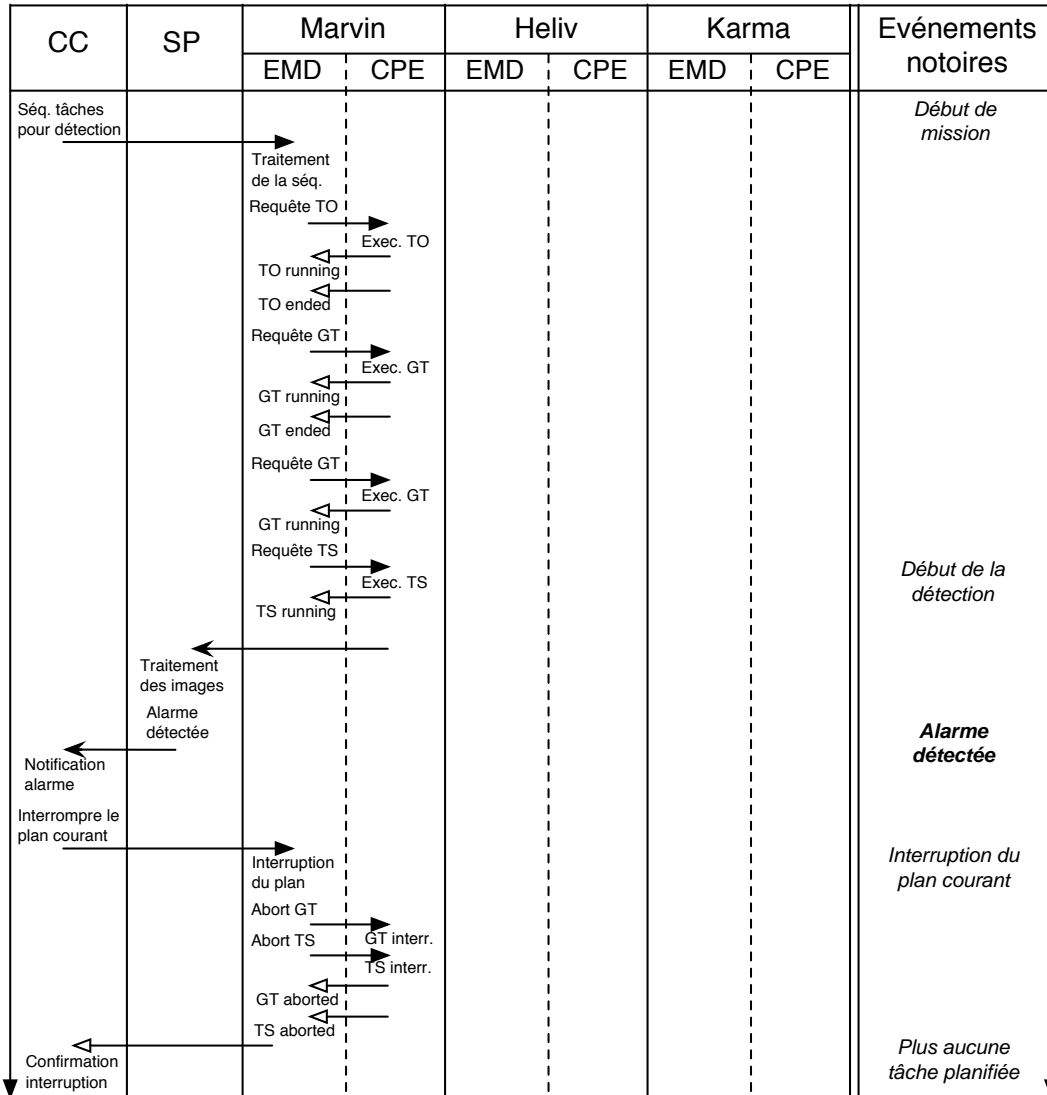 CC
SP
Marvin
Heliv
Karma
Evénements
notoires
EMD
CPE
EMD
CPE
EMD
CPE
Séq. tâches
pour détection
Début de
mission
Traitement
de la séq.
Requête TO
Exec. TO
TO running
TO ended
Requête GT
Exec. GT
GT running
GT ended
Requête GT
Exec. GT
GT running
Requête TS
Exec. TS
TS running
Début de la
détection
Traitement
des images
Alarme
détectée
Alarme
détectée
Notification
alarme
Interrompre le
plan courant
Interruption
du plan
Interruption du
plan courant
Abort GT
GT interr.
Abort TS
TS interr.
GT aborted
TS aborted
Confirmation
interruption
Plus aucune
tâche planifiée